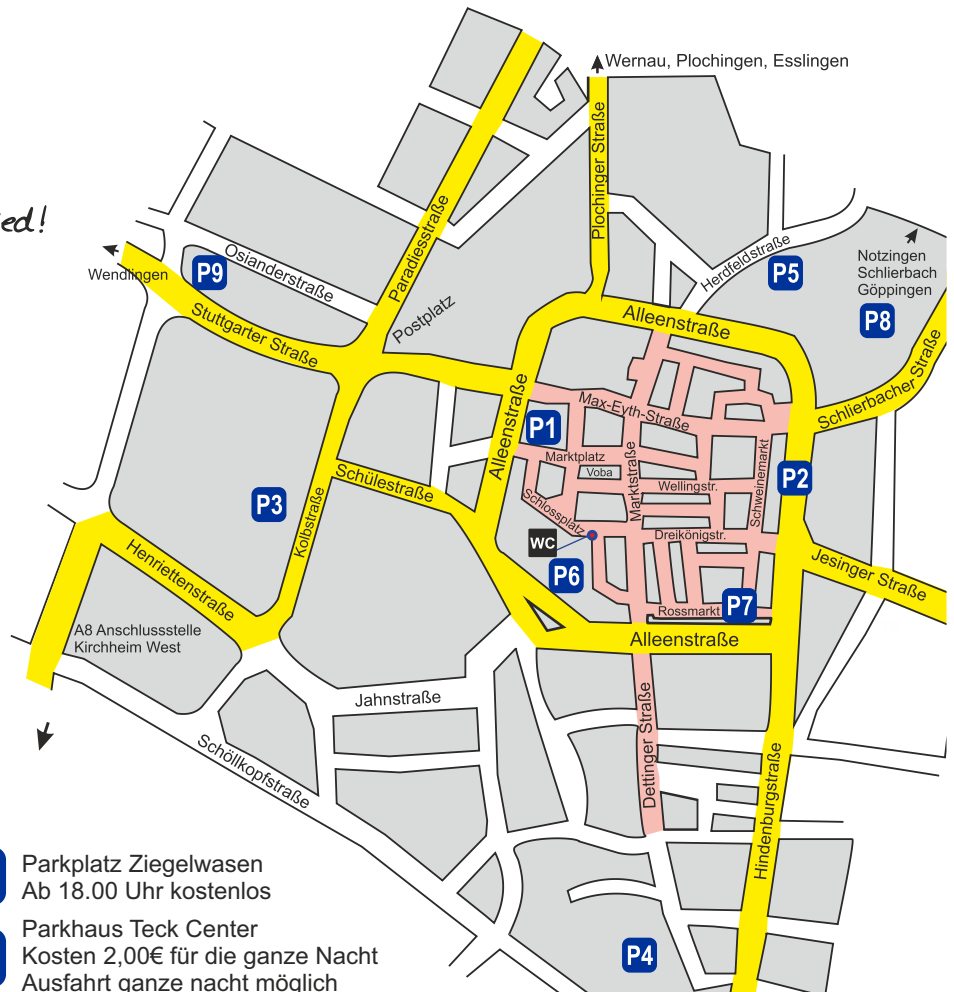 Wernau, Plochingen, Esslingen
Plochinger Straße
Paradiesstraße
ed!
Herdfeldstraße
Osianderstraße
P9
Wendlingen
P5
Notzingen
Schlierbach
Göppingen
P8
Stuttgarter Straße
Postplatz
Alleenstraße
Schlierbacher Straße
Max-Eyth-Straße
P1
Alleenstraße
Marktplatz
Voba
Marktstraße
Wellingstr.
Schweinemarkt
P2
Schülestraße
P3
Kolbstraße
Schlossplatz
WC
Dreikönigstr.
P6
Jesinger Straße
Henriettenstraße
Rossmarkt
P7
A8 Anschlussstelle
Kirchheim West
Alleenstraße
Jahnstraße
Dettinger Straße
Schöllkopfstraße
Hindenburgstraße
Parkplatz Ziegelwasen
Ab 18.00 Uhr kostenlos
Parkhaus Teck Center
Kosten 2,00€ für die ganze Nacht
Ausfahrt ganze nacht möglich
P4